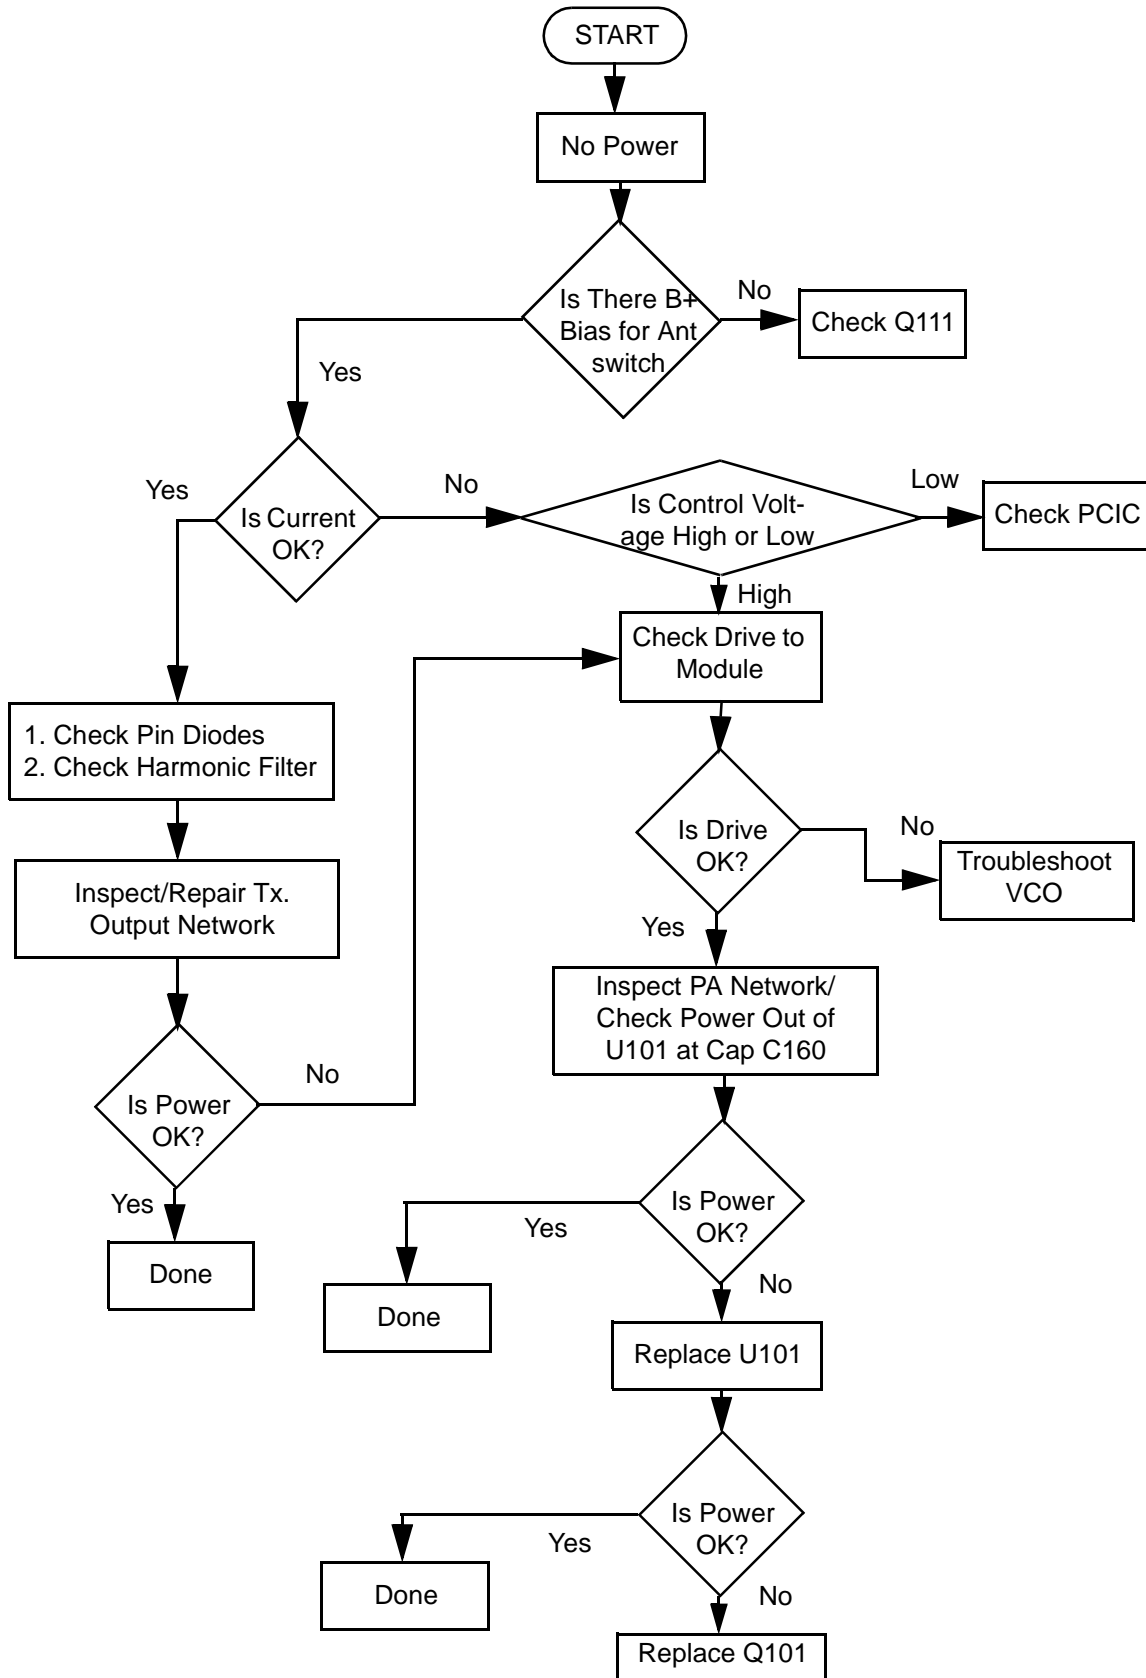 START
No Power
Is There B+
Bias for Ant
switch
No
Check Q111
Yes
Is Current
OK?
Yes
No
Is Control Volt-
age High or Low
Low
Check PCIC
High
Check Drive to
Module
1. Check Pin Diodes
2. Check Harmonic Filter
Is Drive
OK?
No
Troubleshoot
VCO
Inspect/Repair Tx.
Output Network
Yes
Inspect PA Network/
Check Power Out of
U101 at Cap C160
Is Power
OK?
No
Yes
Done
Is Power
OK?
Yes
Done
No
Replace U101
Is Power
OK?
Yes
Done
No
Replace Q101